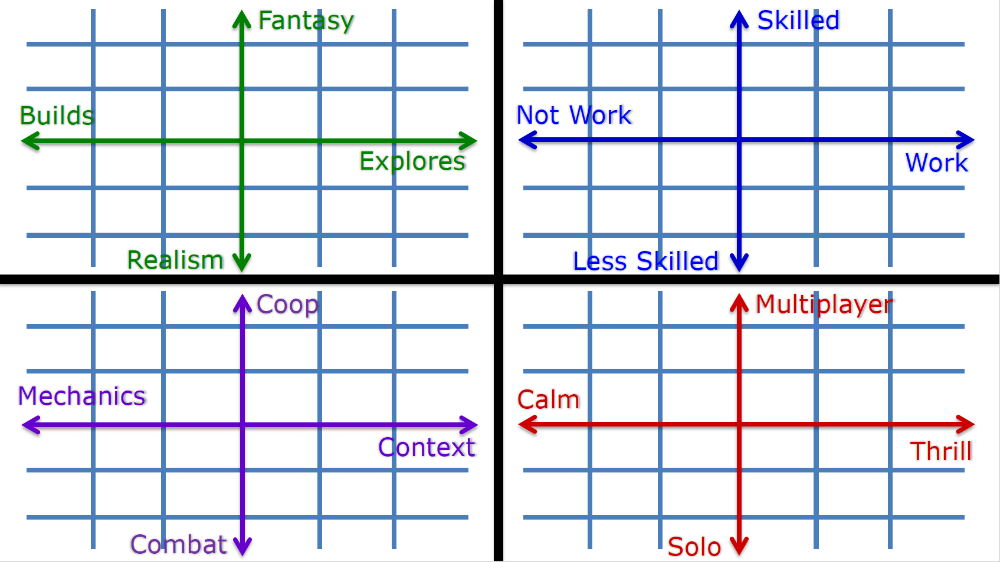 Fantasy
Builds
Explores
Realism
Skilled
Not Work
Work
Less Skilled
Coop
Mechanics
Context
Combat
Multiplayer
Calm
Thrill
Solo